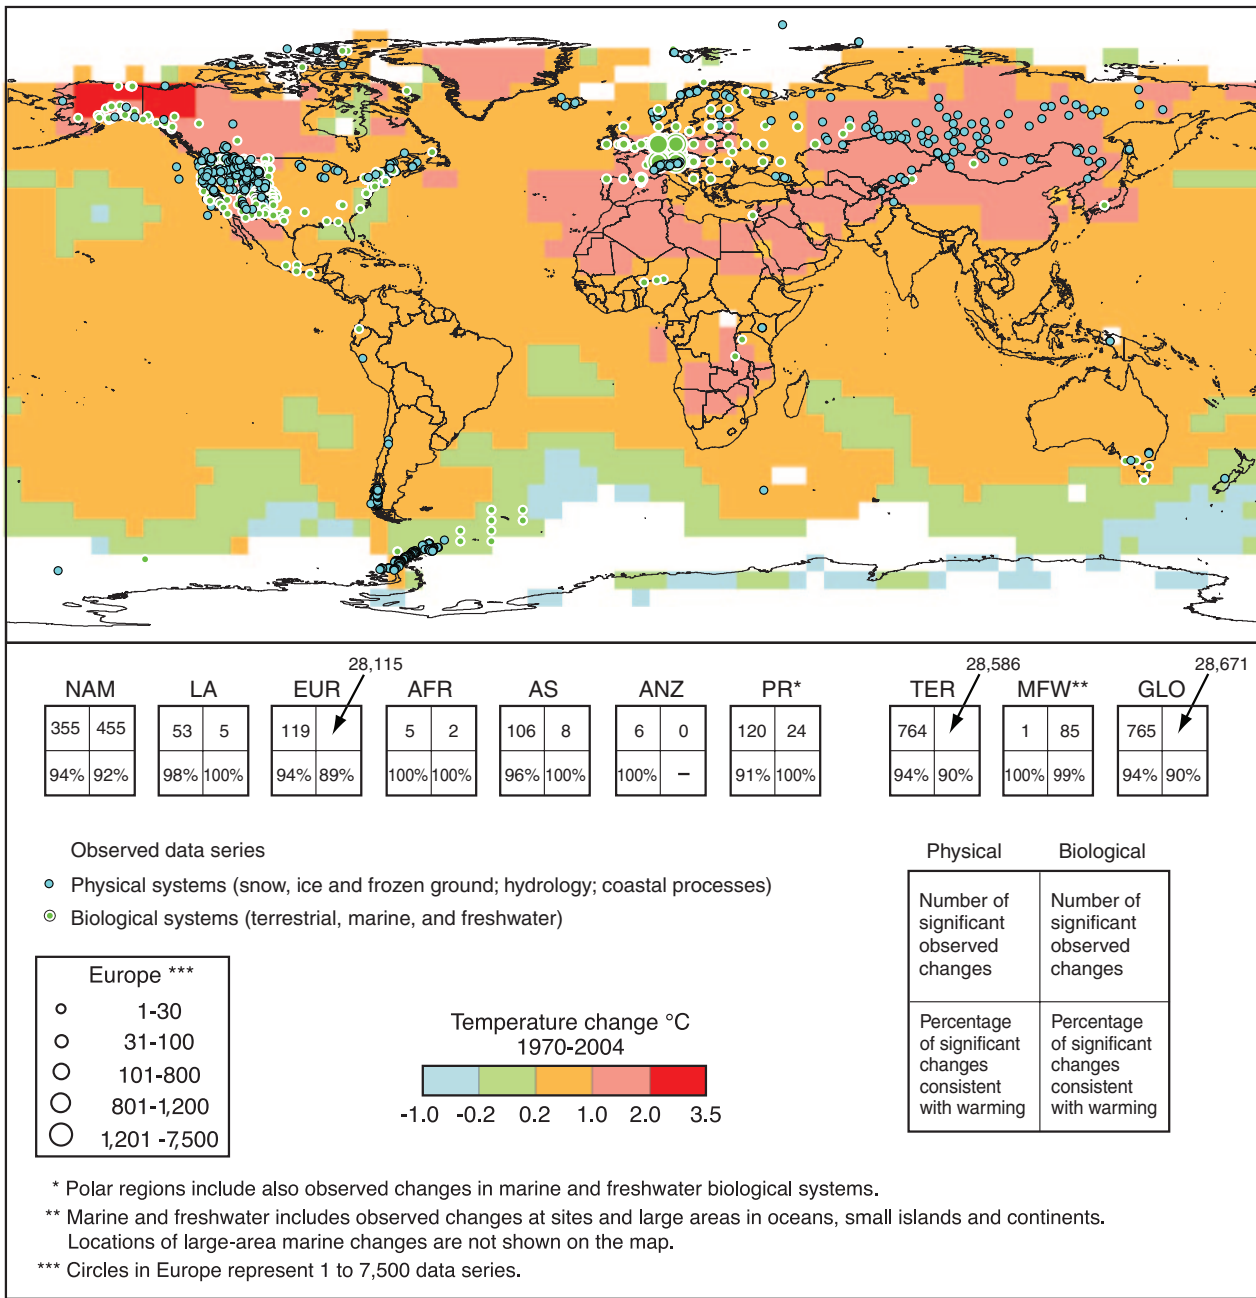 28,115
28,586
28,671
NAM LA EUR AFR AS ANZ PR* TER MFW** GLO
355 455 53 5 119 5 2 106 8 6 0 120 24 764 1 85 765
94% 92% 98% 100% 94% 89% 100% 100% 96% 100% 100% – 91% 100% 94% 90% 100% 99% 94% 90%
Observed data series
Physical systems (snow, ice and frozen ground; hydrology; coastal processes)
Biological systems (terrestrial, marine, and freshwater)
Europe ***
1-30
31-100
101-800
801-1,200
1,201 -7,500
Temperature change °C
1970-2004
-1.0 -0.2 0.2 1.0 2.0 3.5
Physical Biological
Number of
significant
observed
changes
Number of
significant
observed
changes
Percentage
of significant
changes
consistent
with warming
Percentage
of significant
changes
consistent
with warming
* Polar regions include also observed changes in marine and freshwater biological systems.
** Marine and freshwater includes observed changes at sites and large areas in oceans, small islands and continents.
Locations of large-area marine changes are not shown on the map.
*** Circles in Europe represent 1 to 7,500 data series.